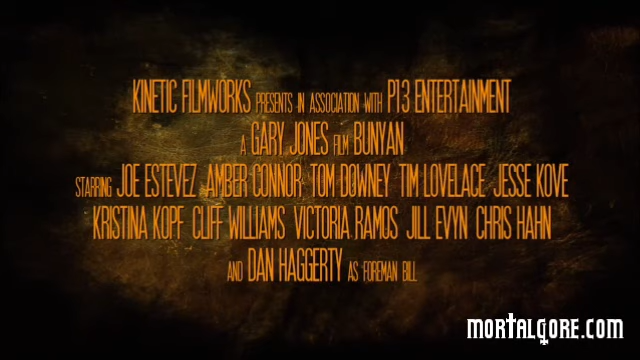 KINETIC FILMWORKS PRESENTS IN ASSOCIATION WITH P13 ENTERTAINMENT
A GARY JONES FILM BUNYAN
STARRING JOE ESTEVEZ AMBER CONNOR TOM DOWNEY TIM LOVELACE JESSE KOVE
KRISTINA KOPF CLIFF WILLIAMS VICTORIA RAMOS JILL EVYN CHRIS HAHN
AND DAN HAGGERTY AS FOREMAN BILL
MORTALGORE.COM